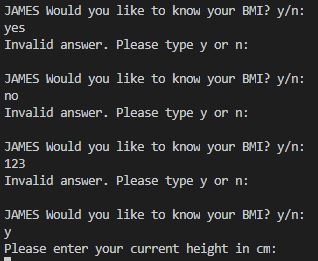 JAMES Would you like to know your BMI? y/n:
yes
Invalid answer. Please type y or n:
JAMES Would you like to know your BMI? y/n:
no
Invalid answer. Please type y or n:
JAMES Would you like to know your BMI? y/n:
123
Invalid answer. Please type y or n:
JAMES Would you like to know your BMI? y/n:
y
Please enter your current height in cm: